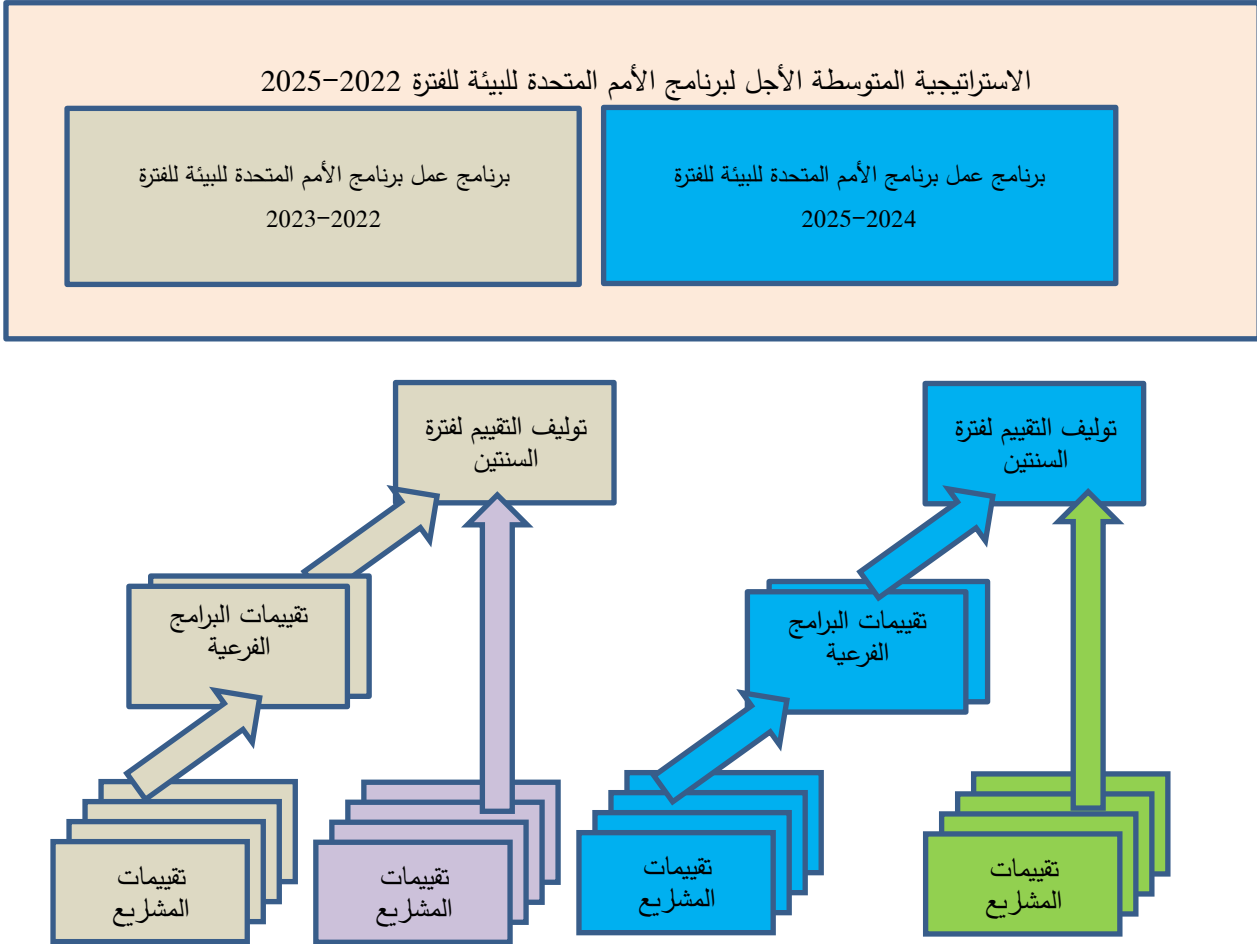 الاستراتيجية المتوسطة الأجل لبرنامج الأمم المتحدة للبيئة للفترة 2022-2025
برنامج عمل برنامج الأمم المتحدة للبيئة للفترة
2024-2025
برنامج عمل برنامج الأمم المتحدة للبيئة للفترة
2022-2023
توليف التقييم لفترة
السنتين
توليف التقييم لفترة
السنتين
تقييمات البرامج
الفرعية
تقييمات البرامج
الفرعية
تقييمات
المشاريع
تقييمات
المشاريع
تقييمات
المشاريع
تقييمات
المشاريع